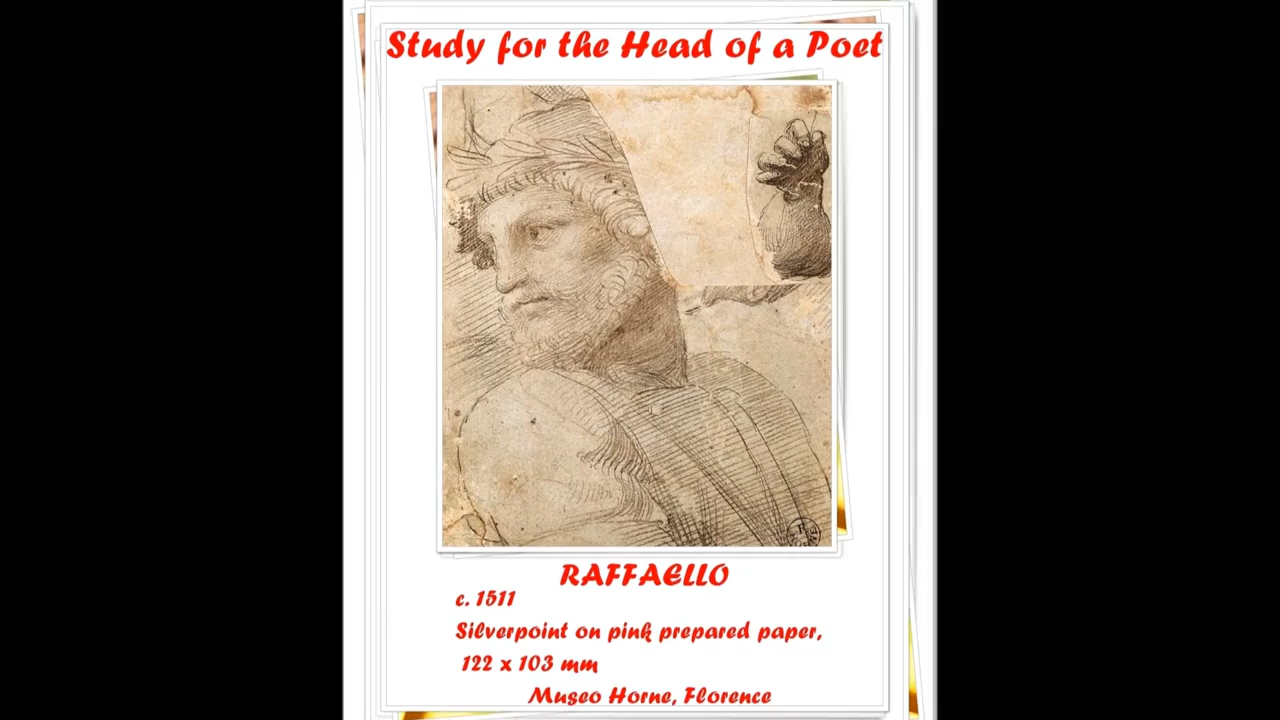 Study for the Head of a Poet
RAFFAELLO
c. 1511
Silverpoint on pink prepared paper,
122 x 103 mm
Museo Horne, Florence